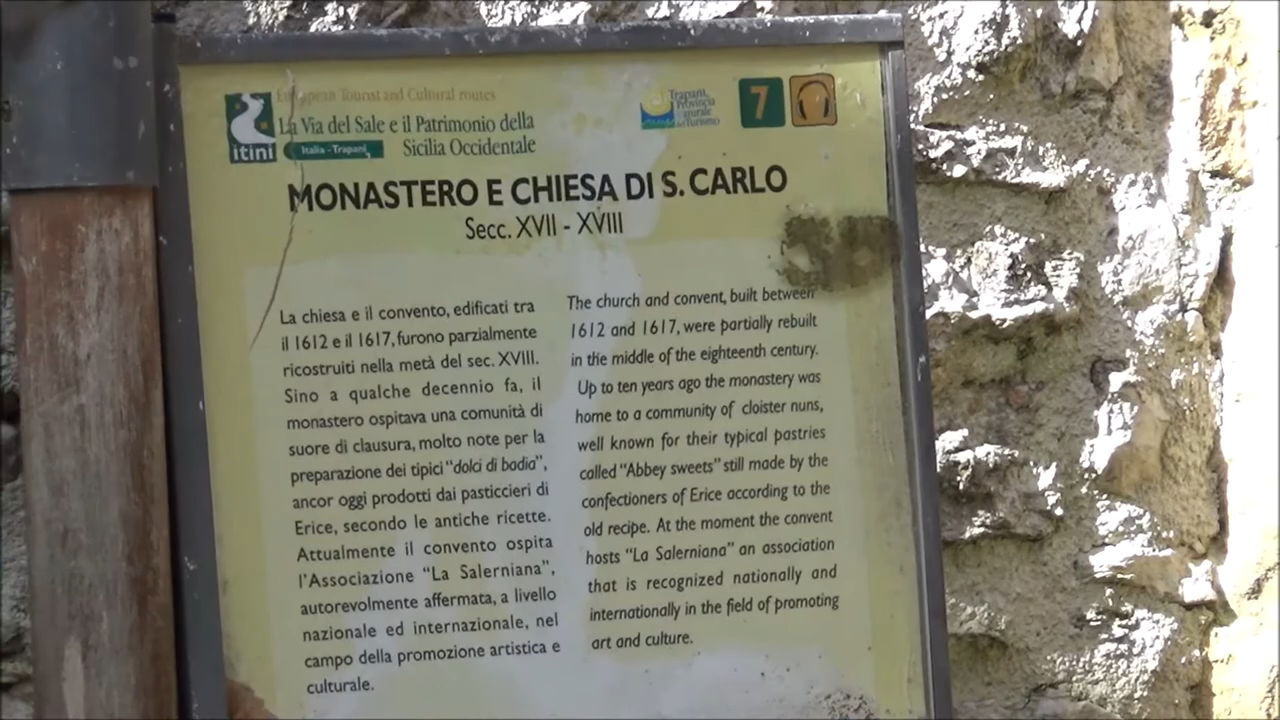 European Tourist and Cultural routes
La Via del Sale e il Patrimonio della
Sicilia Occidentale
itini
Italia - Trapani
Trapani,
Provincia
del Turismo
7
MONASTERO E CHIESA DI S. CARLO
Secc. XVII - XVIII
La chiesa e il convento, edificati tra
il 1612 e il 1617, furono parzialmente
ricostruiti nella metà del sec. XVIII.
Sino a qualche decennio fa, il
monastero ospitava una comunità di
suore di clausura, molto note per la
preparazione dei tipici "dolci di badia",
ancor oggi prodotti dai pasticcieri di
Erice, secondo le antiche ricette.
Attualmente il convento ospita
l'Associazione "La Salerniana",
autorevolmente affermata, a livello
nazionale ed internazionale, nel
campo della promozione artistica e
culturale.
The church and convent, built between
1612 and 1617, were partially rebuilt
in the middle of the eighteenth century.
Up to ten years ago the monastery was
home to a community of cloister nuns,
well known for their typical pastries
called "Abbey sweets" still made by the
confectioners of Erice according to the
old recipe. At the moment the convent
hosts "La Salerniana" an association
that is recognized nationally and
internationally in the field of promoting
art and culture.